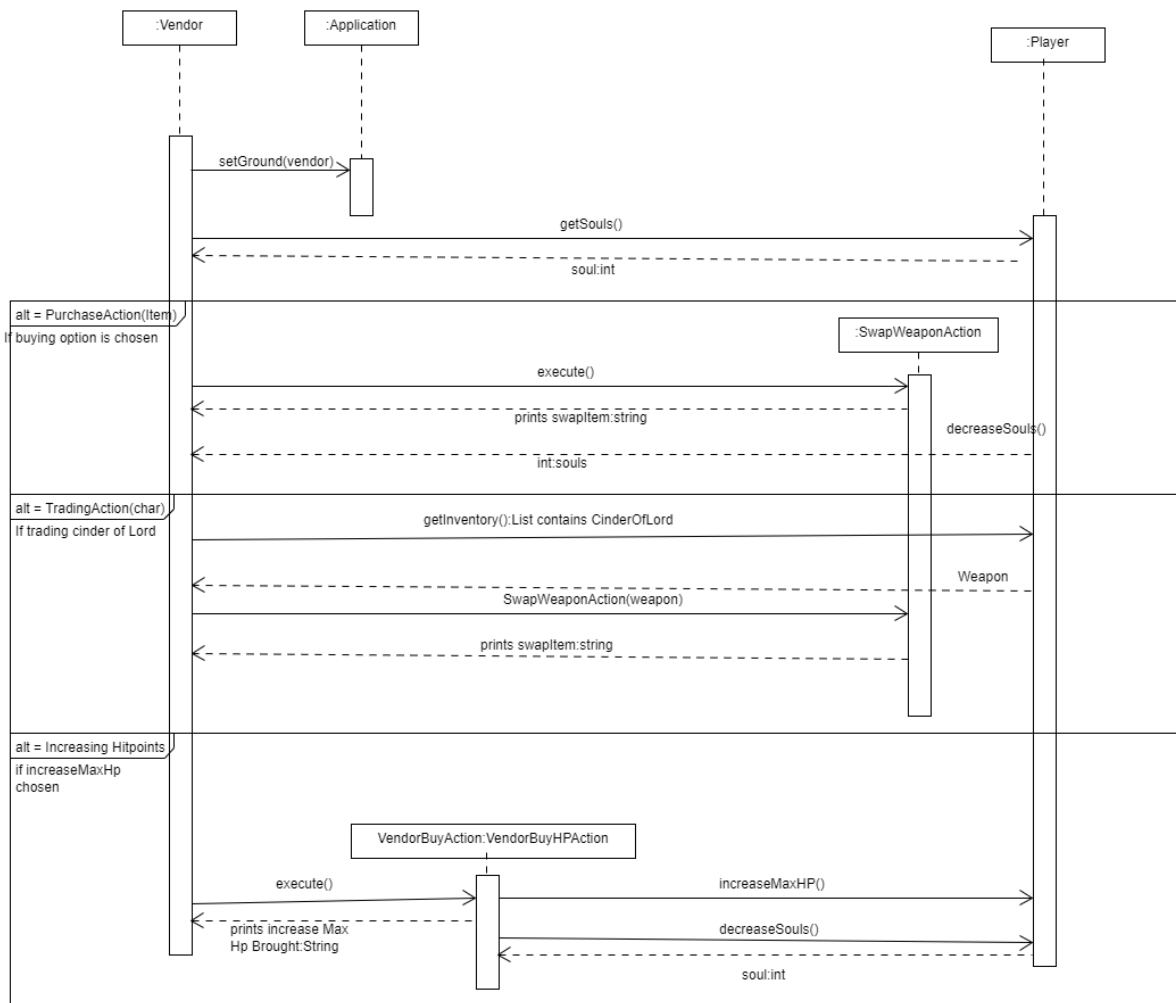 :Vendor
:Application
:Player
setGround(vendor)
getSouls()
soul:int
alt = PurchaseAction(Item)
If buying option is chosen
:SwapWeaponAction
execute()
prints swapItem:string
decreaseSouls()
int:souls
alt = TradingAction(char)
If trading cinder of Lord
getInventory():List contains CinderOfLord
Weapon
SwapWeaponAction(weapon)
prints swapItem:string
alt = Increasing Hitpoints
if increaseMaxHp
chosen
VendorBuyAction:VendorBuyHPAction
execute()
increaseMaxHP()
prints increase Max
Hp Brought:String
decreaseSouls()
soul:int